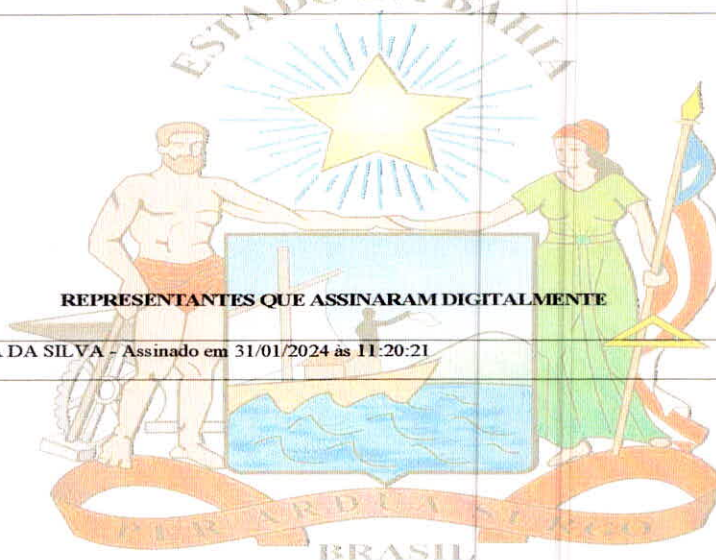 ESTADO DA BAHIA
REPRESENTANTES QUE ASSINARAM DIGITALMENTE
A DA SILVA - Assinado em 31/01/2024 às 11:20:21
PER ARDUA SURGO
BRASIL